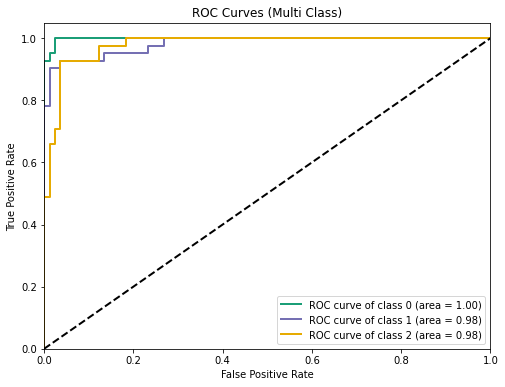 ROC Curves (Multi Class)
True Positive Rate
1.0
0.8
0.6
0.4
0.2
0.0
ROC curve of class 0 (area = 1.00)
ROC curve of class 1 (area = 0.98)
ROC curve of class 2 (area = 0.98)
0.0 0.2 0.4 0.6 0.8 1.0
False Positive Rate